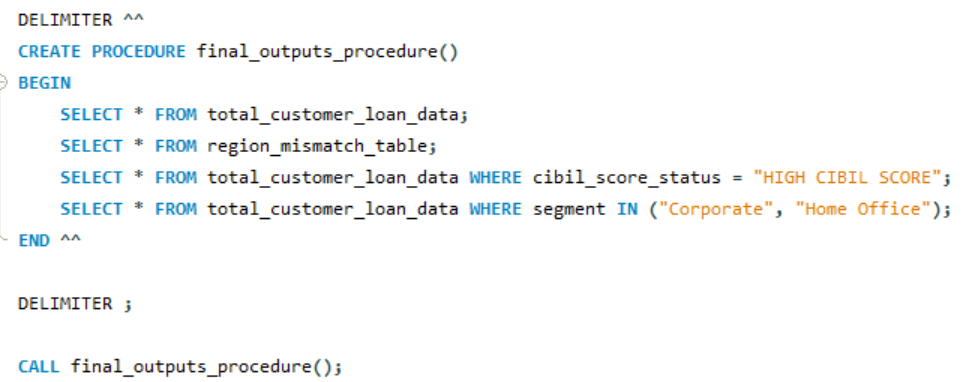 DELIMITER ^^
CREATE PROCEDURE final_outputs_procedure()
BEGIN
    SELECT * FROM total_customer_loan_data;
    SELECT * FROM region_mismatch_table;
    SELECT * FROM total_customer_loan_data WHERE cibil_score_status = "HIGH CIBIL SCORE";
    SELECT * FROM total_customer_loan_data WHERE segment IN ("Corporate", "Home Office");
END ^^
DELIMITER ;
CALL final_outputs_procedure();